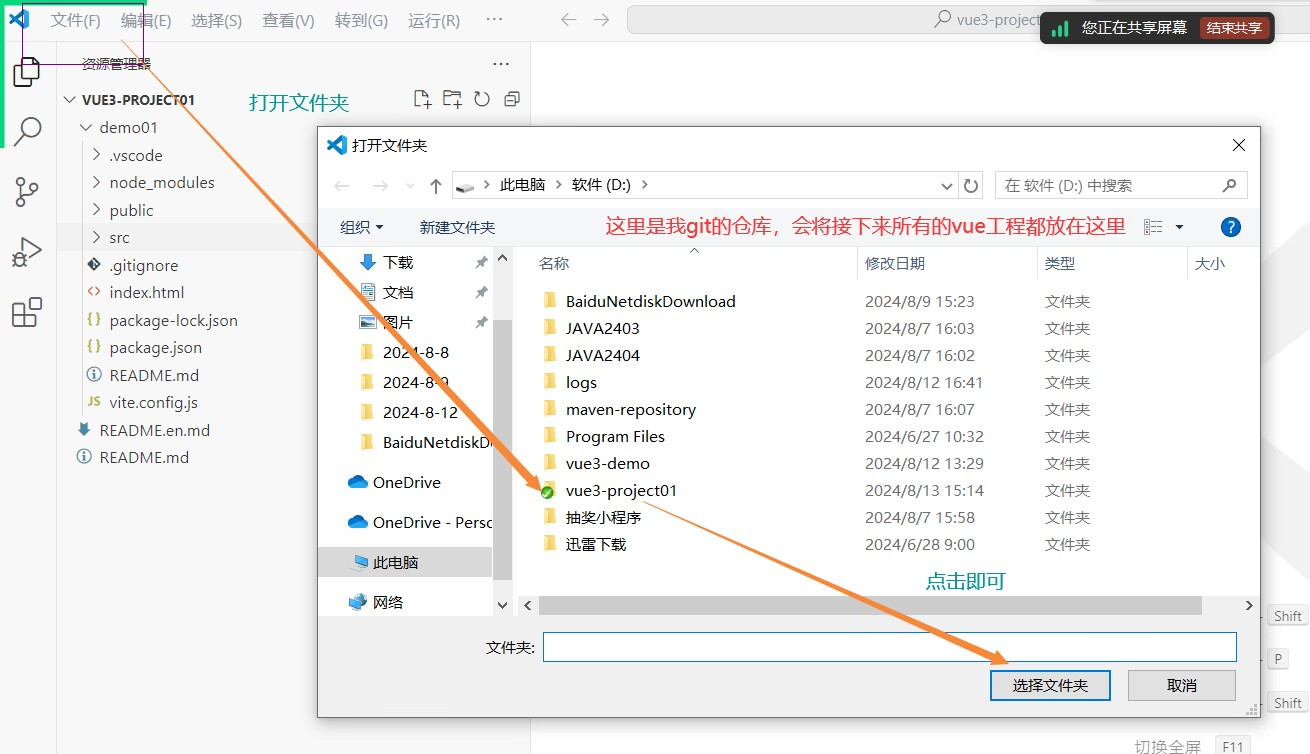 文件(F) 编辑(E) 选择(S) 查看(V) 转到(G) 运行(R) ··· vue3-project
您正在共享屏幕 结束共享
资源管理器 ···
VUE3-PROJECT01
打开文件夹
demo01
.vscode
node_modules
public
src
.gitignore
index.html
package-lock.json
package.json
README.md
JS vite.config.js
README.en.md
README.md
打开文件夹
此电脑 软件 (D:)
在 软件 (D:) 中搜索
组织 新建文件夹
这里是我git的仓库，会将接下来所有的vue工程都放在这里
下载
文档
图片
2024-8-8
2024-8-9
2024-8-12
BaiduNetdiskD
OneDrive
OneDrive - Perso
此电脑
网络
名称 修改日期 类型 大小
BaiduNetdiskDownload 2024/8/9 15:23 文件夹
JAVA2403 2024/8/7 16:03 文件夹
JAVA2404 2024/8/7 16:02 文件夹
logs 2024/8/12 16:41 文件夹
maven-repository 2024/8/7 16:07 文件夹
Program Files 2024/6/27 10:32 文件夹
vue3-demo 2024/8/12 13:29 文件夹
vue3-project01 2024/8/13 15:14 文件夹
抽奖小程序 2024/8/7 15:58 文件夹
迅雷下载 2024/6/28 9:00 文件夹
点击即可
文件夹:
选择文件夹 取消
Shift
P
Shift
切换全屏 F11